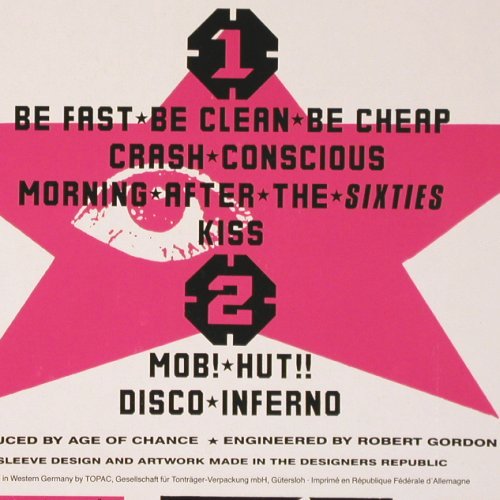 1
BE FAST★BE CLEAN★BE CHEAP
CRASH★CONSCIOUS
MORNING★AFTER★THE★SIXTIES
KISS
2
MOB!★HUT!!
DISCO★INFERNO
UCED BY AGE OF CHANCE ★ ENGINEERED BY ROBERT GORDON
SLEEVE DESIGN AND ARTWORK MADE IN THE DESIGNERS REPUBLIC
in Western Germany by TOPAC, Gesellschaft für Tonträger-Verpackung mbH, Gütersloh · Imprimé en République Fédérale d'Allemagne